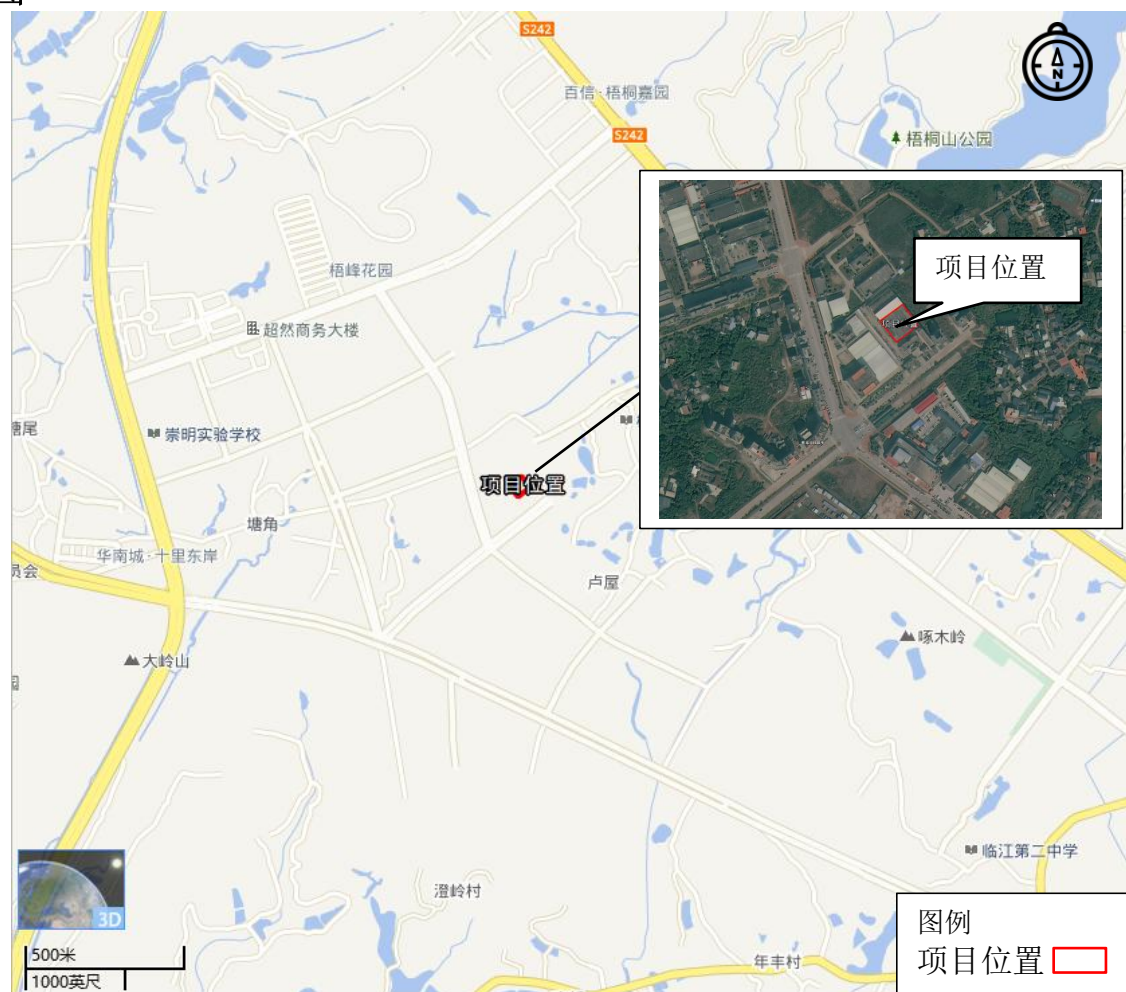 S242
N
百信·梧桐嘉园
S242
梧桐山公园
项目位置
梧峰花园
超然商务大楼
塘尾
崇明实验学校
项目位置
塘角
华南城·十里东岸
员会
卢屋
啄木岭
大岭山
园
临江第二中学
澄岭村
3D
图例
项目位置
500米
年丰村
1000英尺